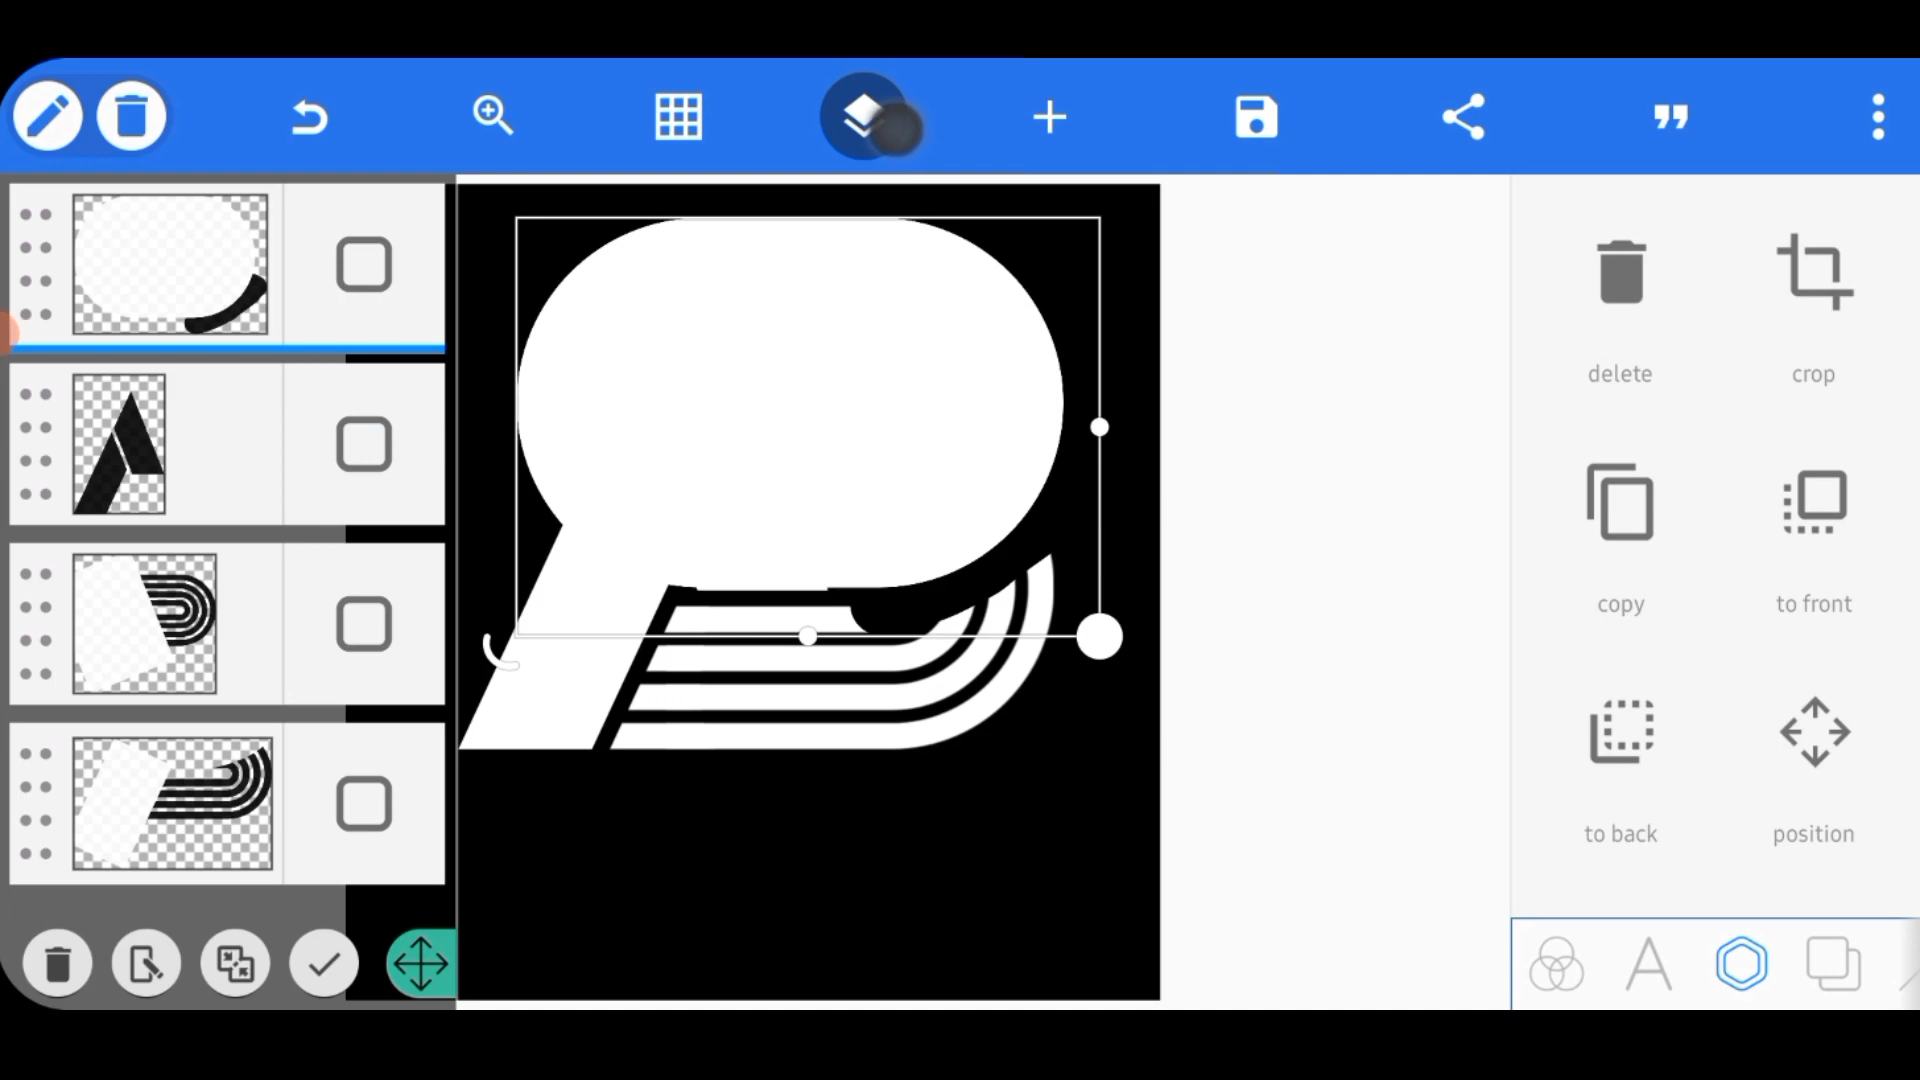 delete
crop
copy
to front
to back
position